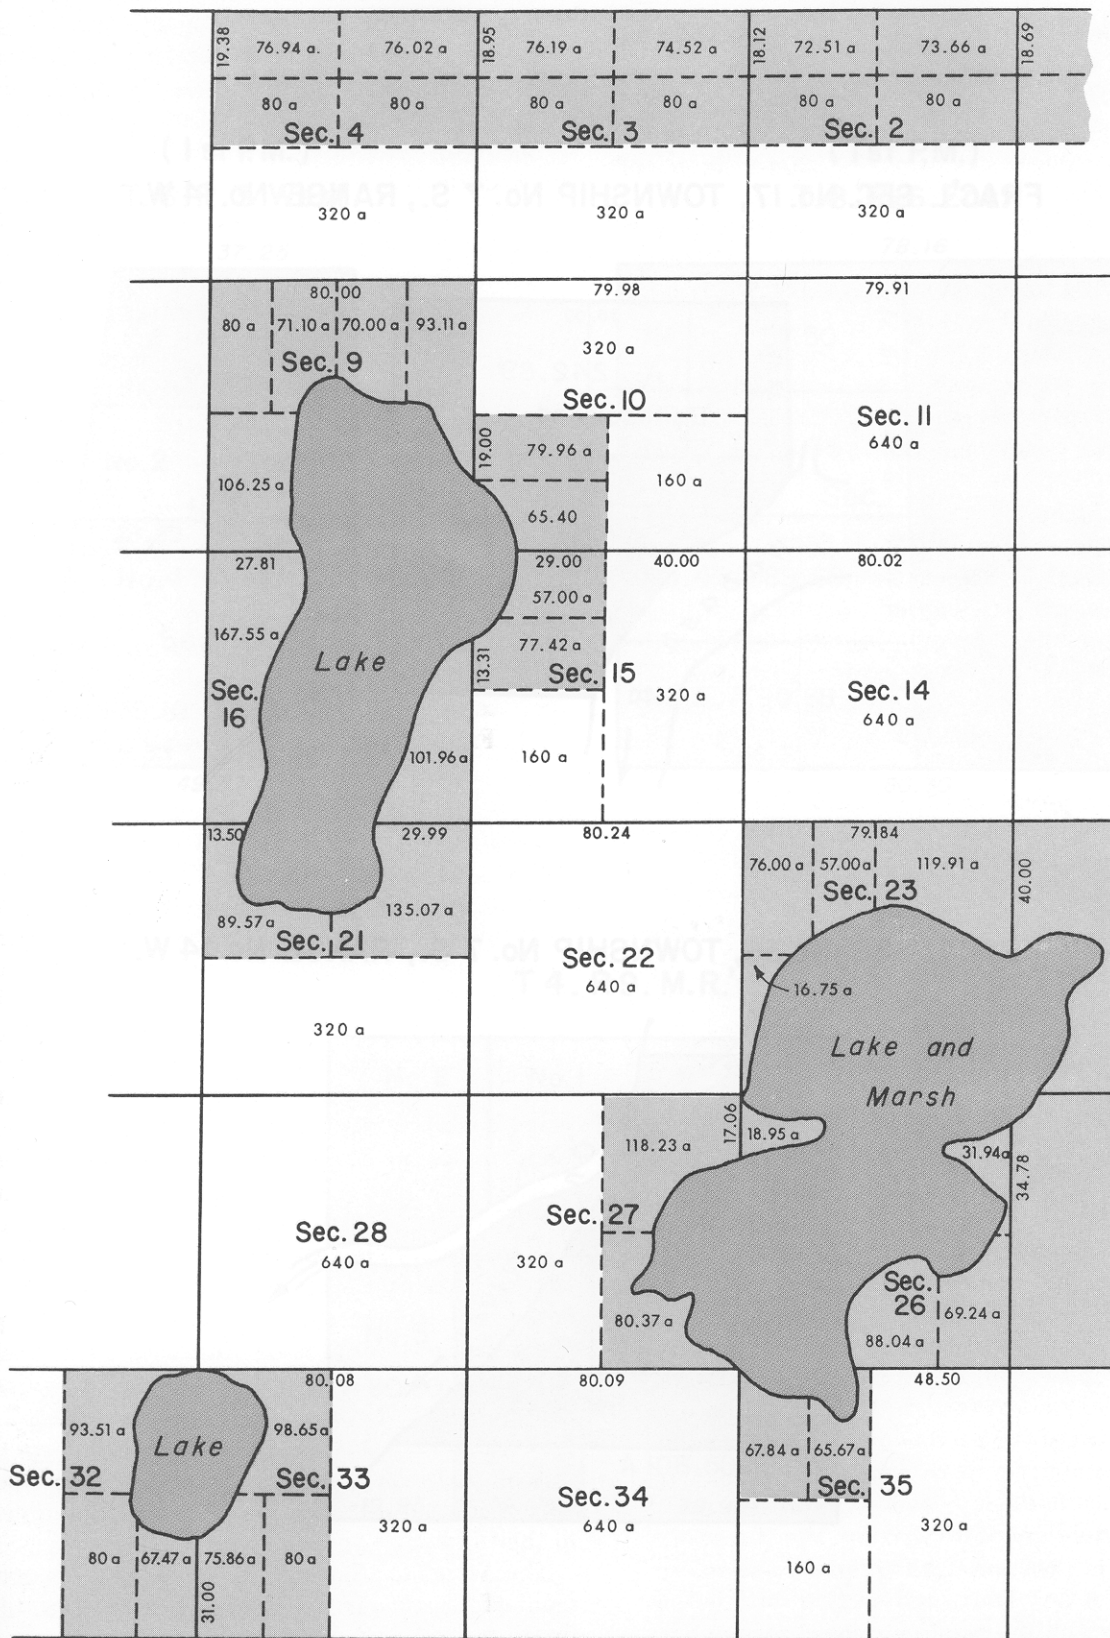 19.38
76.94 a.
76.02 a
18.95
76.19 a
74.52 a
18.12
72.51 a
73.66 a
18.69
80 a
80 a
80 a
80 a
80 a
80 a
Sec. 4
Sec. 3
Sec. 2
320 a
320 a
320 a
80.00
79.98
79.91
80 a
71.10 a
70.00 a
93.11 a
320 a
Sec. 9
Sec. 10
Sec. 11
640 a
19.00
79.96 a
160 a
106.25 a
65.40
27.81
29.00
40.00
80.02
57.00 a
167.55 a
Lake
13.31
77.42 a
Sec. 15
320 a
Sec. 14
640 a
Sec.
16
101.96 a
160 a
13.50
29.99
80.24
79.84
76.00 a
57.00 a
119.91 a
40.00
Sec. 23
89.57 a
135.07 a
Sec. 21
Sec. 22
640 a
16.75 a
320 a
Lake and
Marsh
17.06
118.23 a
18.95 a
31.94 a
34.78
Sec. 28
640 a
Sec. 27
320 a
Sec.
26
80.37 a
69.24 a
88.04 a
80.08
80.09
48.50
93.51 a
Lake
98.65 a
67.84 a
65.67 a
Sec. 32
Sec. 33
Sec. 34
640 a
Sec. 35
320 a
320 a
80 a
67.47 a
75.86 a
80 a
31.00
160 a